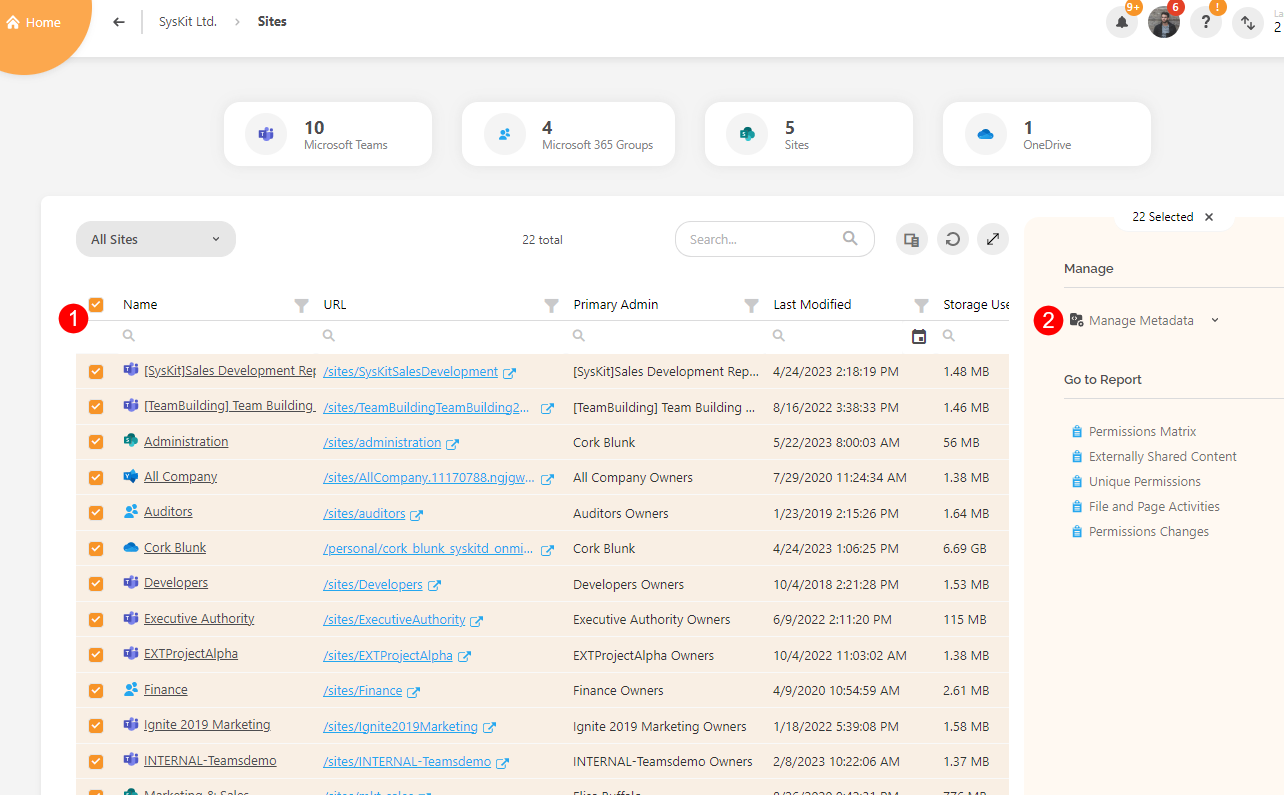 Home
SysKit Ltd. > Sites
9+ 6 ? ! La
2
10
Microsoft Teams
4
Microsoft 365 Groups
5
Sites
1
OneDrive
All Sites
22 total
Search...
22 Selected
Manage
1
Name URL Primary Admin Last Modified Storage Use
2 Manage Metadata
[SysKit]Sales Development Rep /sites/SysKitSalesDevelopment [SysKit]Sales Development Rep... 4/24/2023 2:18:19 PM 1.48 MB
[TeamBuilding] Team Building /sites/TeamBuildingTeamBuilding2... [TeamBuilding] Team Building ... 8/16/2022 3:38:33 PM 1.46 MB
Administration /sites/administration Cork Blunk 5/22/2023 8:00:03 AM 56 MB
All Company /sites/AllCompany.11170788.ngjgw... All Company Owners 7/29/2020 11:24:34 AM 1.38 MB
Auditors /sites/auditors Auditors Owners 1/23/2019 2:15:26 PM 1.64 MB
Cork Blunk /personal/cork_blunk_syskitd_onmi... Cork Blunk 4/24/2023 1:06:25 PM 6.69 GB
Developers /sites/Developers Developers Owners 10/4/2018 2:21:28 PM 1.53 MB
Executive Authority /sites/ExecutiveAuthority Executive Authority Owners 6/9/2022 2:11:20 PM 115 MB
EXTProjectAlpha /sites/EXTProjectAlpha EXTProjectAlpha Owners 10/4/2022 11:03:02 AM 1.38 MB
Finance /sites/Finance Finance Owners 4/9/2020 10:54:59 AM 2.61 MB
Ignite 2019 Marketing /sites/Ignite2019Marketing Ignite 2019 Marketing Owners 1/18/2022 5:39:08 PM 1.58 MB
INTERNAL-Teamsdemo /sites/INTERNAL-Teamsdemo INTERNAL-Teamsdemo Owners 2/8/2023 10:22:06 AM 1.37 MB
Marketing & Sales
Go to Report
Permissions Matrix
Externally Shared Content
Unique Permissions
File and Page Activities
Permissions Changes